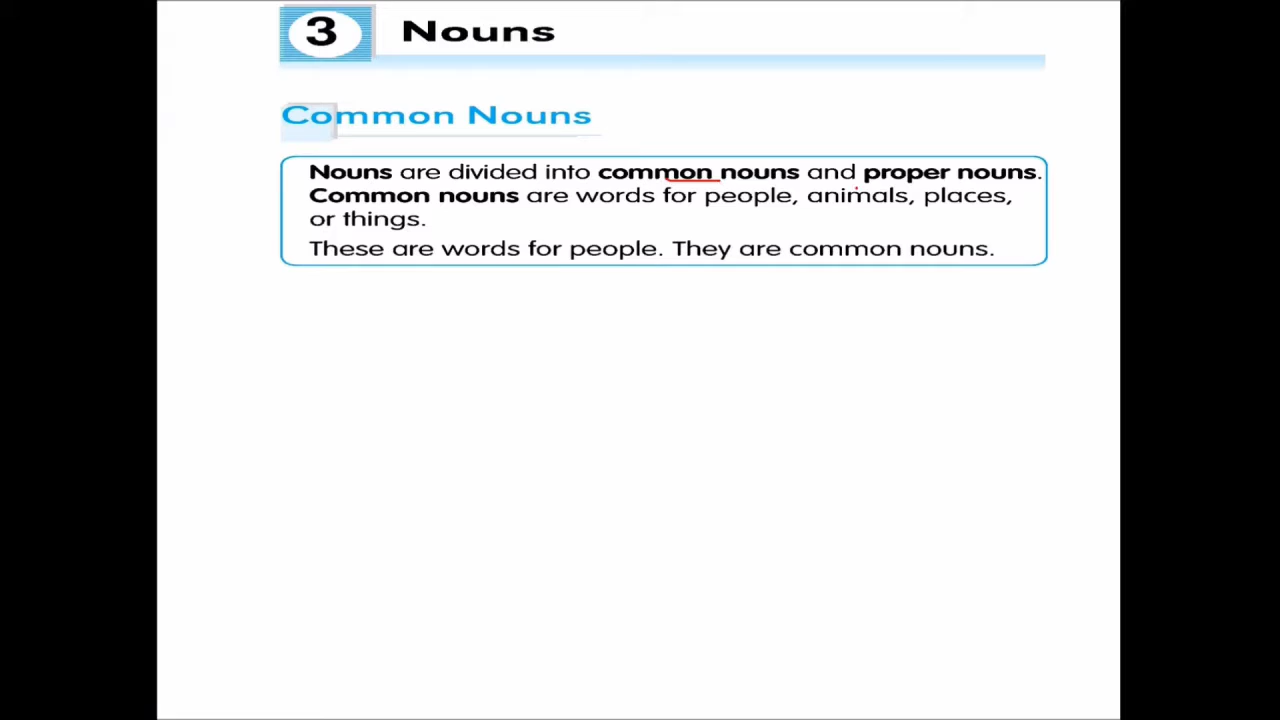 3 Nouns
Common Nouns
Nouns are divided into common nouns and proper nouns.
Common nouns are words for people, animals, places,
or things.
These are words for people. They are common nouns.